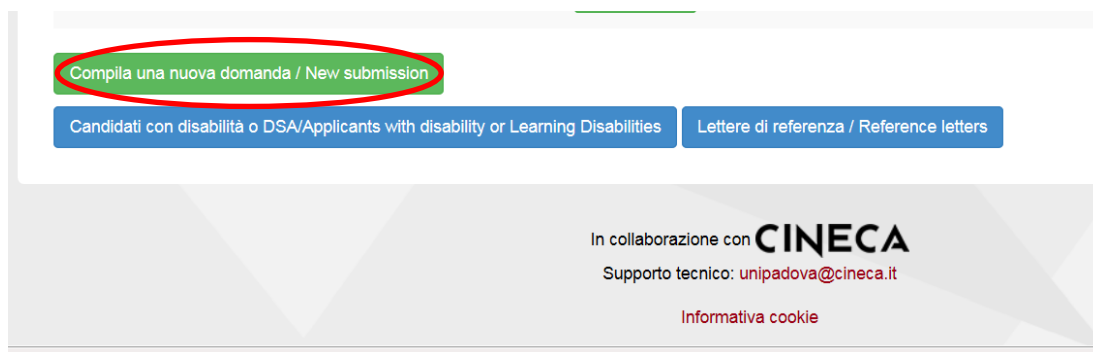 Compila una nuova domanda / New submission
Candidati con disabilità o DSA/Applicants with disability or Learning Disabilities
Lettere di referenza / Reference letters
In collaborazione con CINECA
Supporto tecnico: unipadova@cineca.it
Informativa cookie